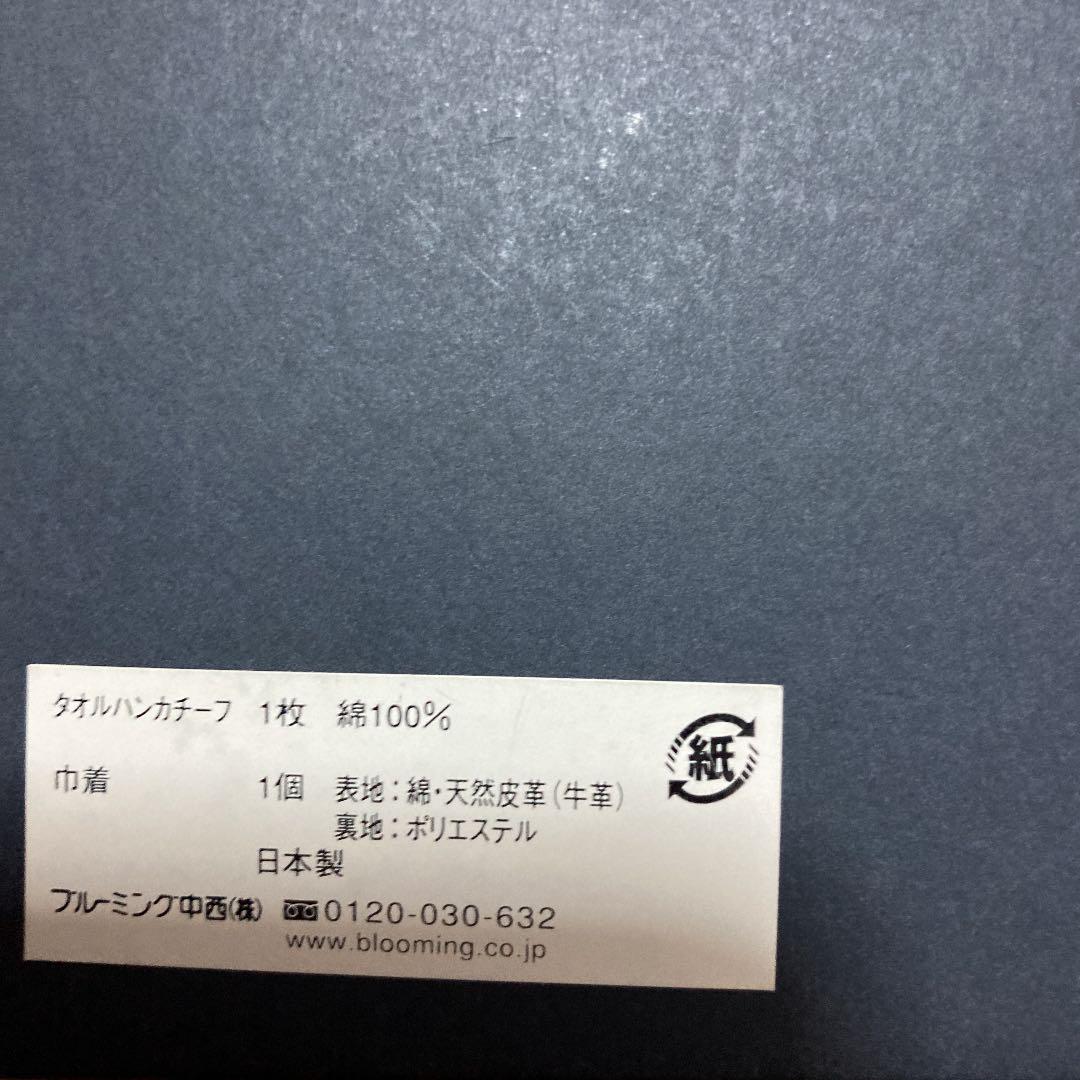 タオルハンカチーフ 1枚 綿100%
紙
巾着 1個 表地：綿・天然皮革(牛革)
裏地：ポリエステル
日本製
ブルーミング中西(株) 0120-030-632
www.blooming.co.jp